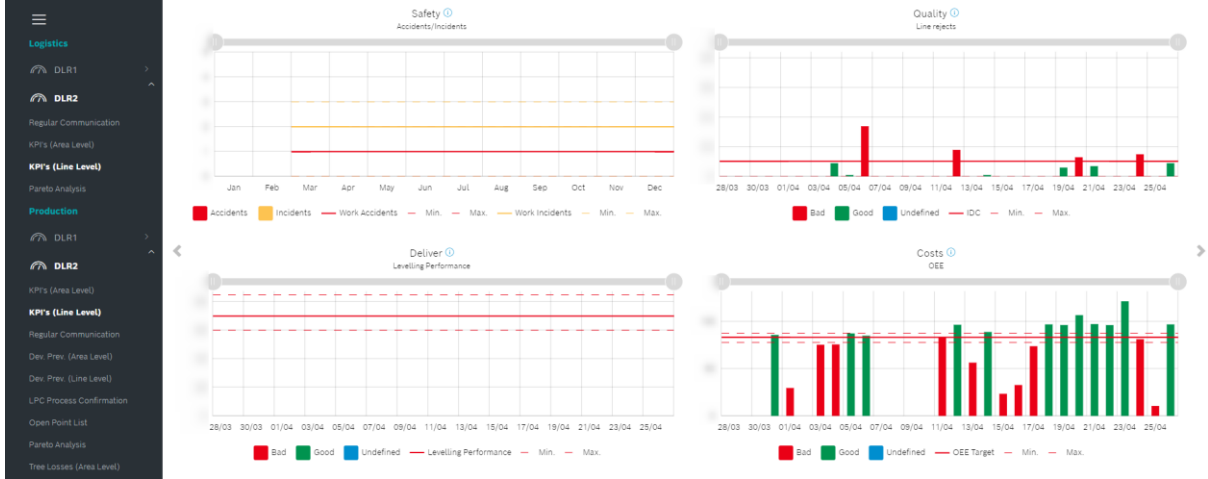 Logistics
DLR1
DLR2
Regular Communication
KPI's (Area Level)
KPI's (Line Level)
Pareto Analysis
Production
DLR1
DLR2
KPI's (Area Level)
KPI's (Line Level)
Regular Communication
Dev. Prev. (Area Level)
Dev. Prev. (Line Level)
LPC Process Confirmation
Open Point List
Pareto Analysis
Tree Losses (Area Level)
Safety
Accidents/Incidents
Jan Feb Mar Apr May Jun Jul Aug Sep Oct Nov Dec
Accidents Incidents Work Accidents Min. Max. Work Incidents Min. Max.
Quality
Line rejects
28/03 30/03 01/04 03/04 05/04 07/04 09/04 11/04 13/04 15/04 17/04 19/04 21/04 23/04 25/04
Bad Good Undefined IDC Min. Max.
Deliver
Levelling Performance
28/03 30/03 01/04 03/04 05/04 07/04 09/04 11/04 13/04 15/04 17/04 19/04 21/04 23/04 25/04
Bad Good Undefined Levelling Performance Min. Max.
Costs
OEE
28/03 30/03 01/04 03/04 05/04 07/04 09/04 11/04 13/04 15/04 17/04 19/04 21/04 23/04 25/04
Bad Good Undefined OEE Target Min. Max.